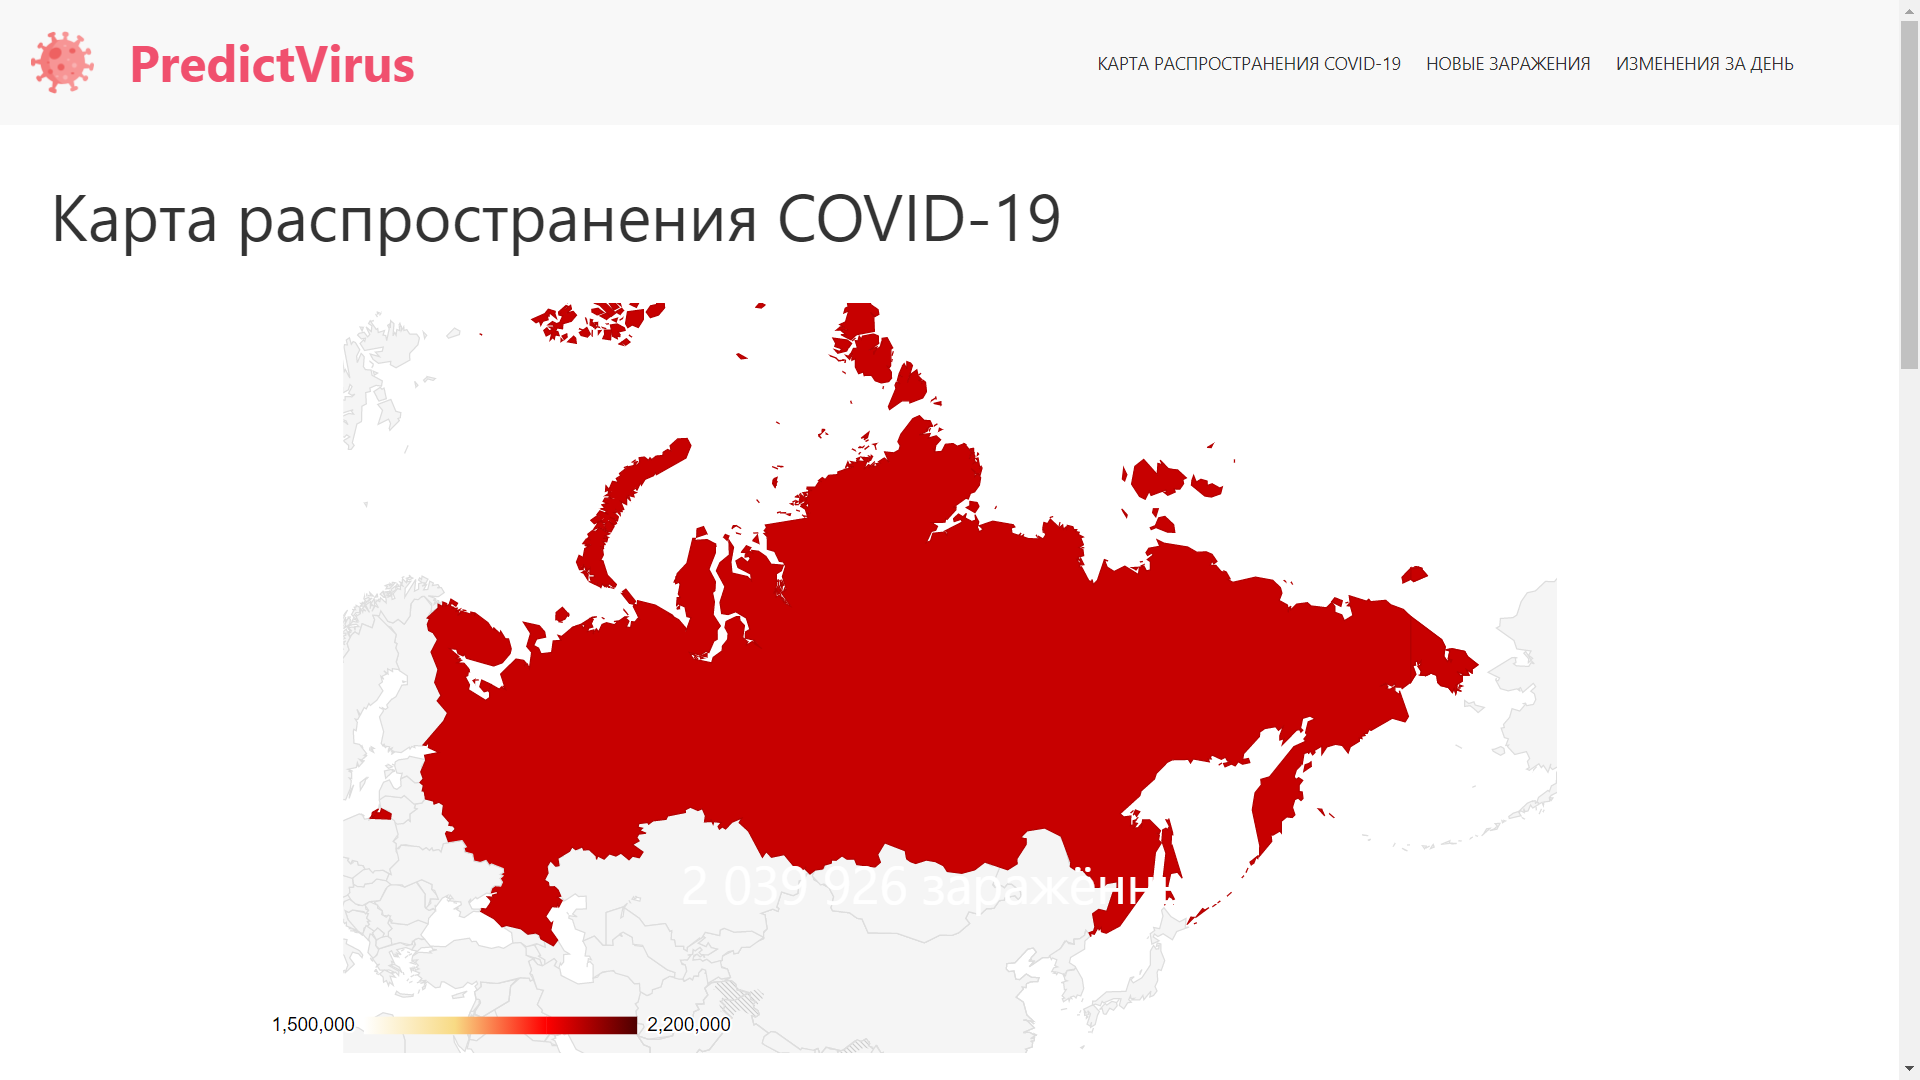 PredictVirus
КАРТА РАСПРОСТРАНЕНИЯ COVID-19 НОВЫЕ ЗАРАЖЕНИЯ ИЗМЕНЕНИЯ ЗА ДЕНЬ
Карта распространения COVID-19
2 039 926
1,500,000 2,200,000